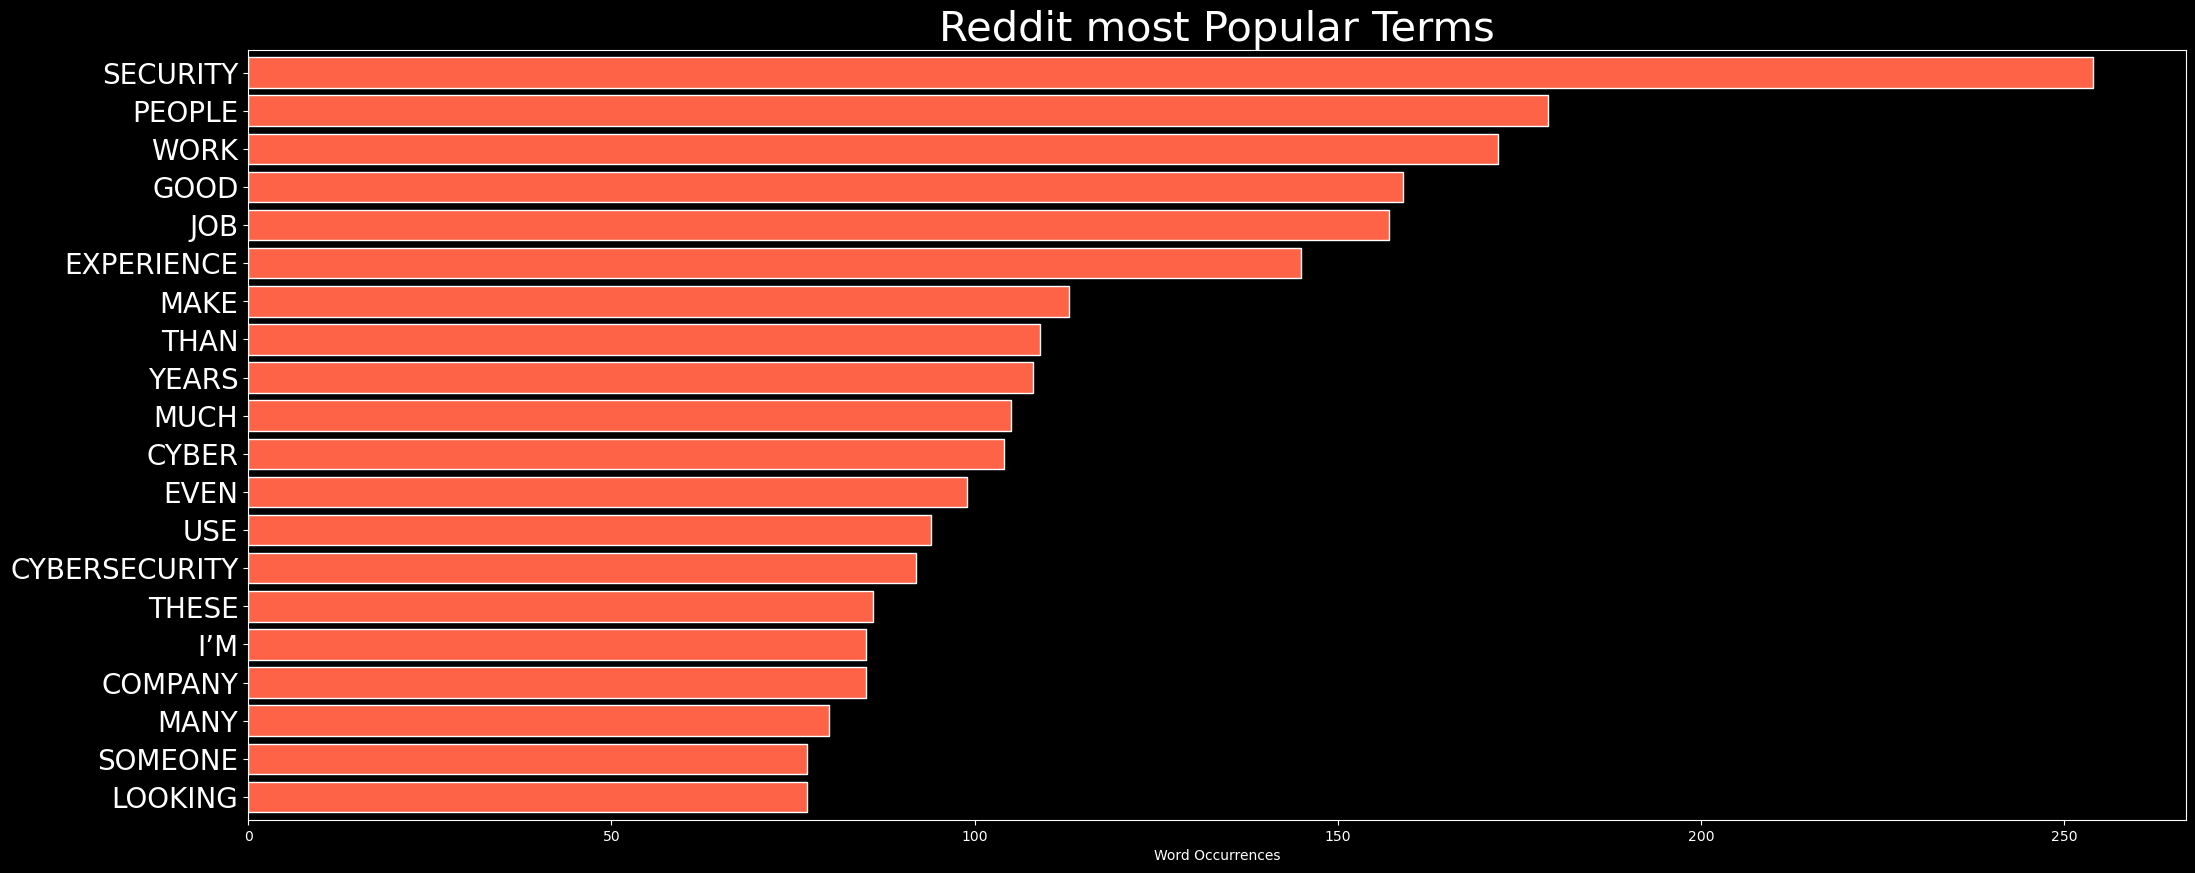 Reddit most Popular Terms
SECURITY
PEOPLE
WORK
GOOD
JOB
EXPERIENCE
MAKE
THAN
YEARS
MUCH
CYBER
EVEN
USE
CYBERSECURITY
THESE
I’M
COMPANY
MANY
SOMEONE
LOOKING
0 50 100 150 200 250
Word Occurrences